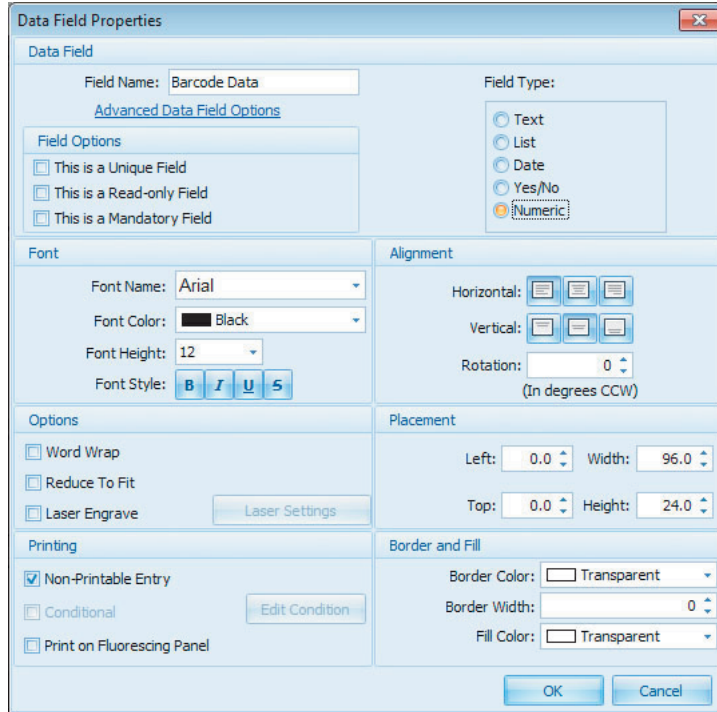 Data Field Properties
Data Field
Field Name: Barcode Data
Advanced Data Field Options
Field Options
This is a Unique Field
This is a Read-only Field
This is a Mandatory Field
Field Type:
Text
List
Date
Yes/No
Numeric
Font
Font Name: Arial
Font Color: Black
Font Height: 12
Font Style: B I U S
Alignment
Horizontal:
Vertical:
Rotation: 0
(In degrees CCW)
Options
Word Wrap
Reduce To Fit
Laser Engrave Laser Settings
Placement
Left: 0.0 Width: 96.0
Top: 0.0 Height: 24.0
Printing
Non-Printable Entry
Conditional Edit Condition
Print on Fluorescing Panel
Border and Fill
Border Color: Transparent
Border Width: 0
Fill Color: Transparent
OK Cancel